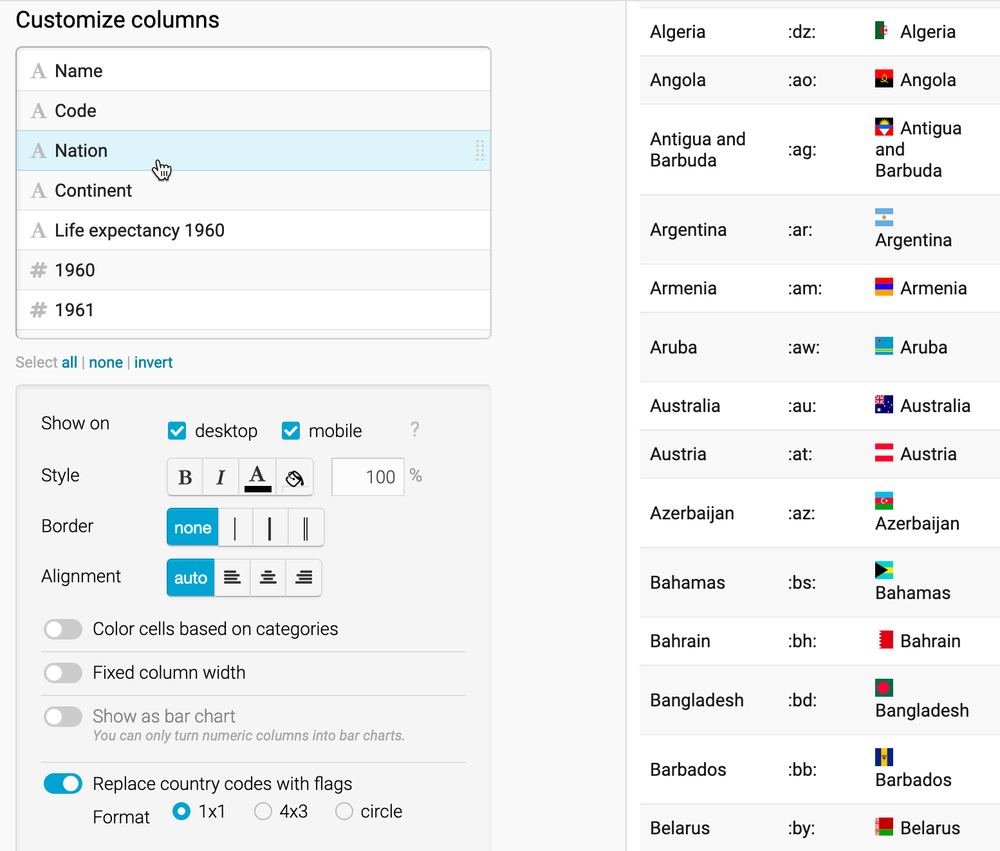 Customize columns
A Name
A Code
A Nation
A Continent
A Life expectancy 1960
# 1960
# 1961
Select all | none | invert
Show on desktop mobile ?
Style B I A 100 %
Border none
Alignment auto
Color cells based on categories
Fixed column width
Show as bar chart
You can only turn numeric columns into bar charts.
Replace country codes with flags
Format 1x1 4x3 circle
Algeria :dz: Algeria
Angola :ao: Angola
Antigua and
Barbuda
:ag:
Antigua
and
Barbuda
Argentina :ar:
Argentina
Armenia :am: Armenia
Aruba :aw: Aruba
Australia :au: Australia
Austria :at: Austria
Azerbaijan :az:
Azerbaijan
Bahamas :bs:
Bahamas
Bahrain :bh: Bahrain
Bangladesh :bd:
Bangladesh
Barbados :bb:
Barbados
Belarus :by: Belarus